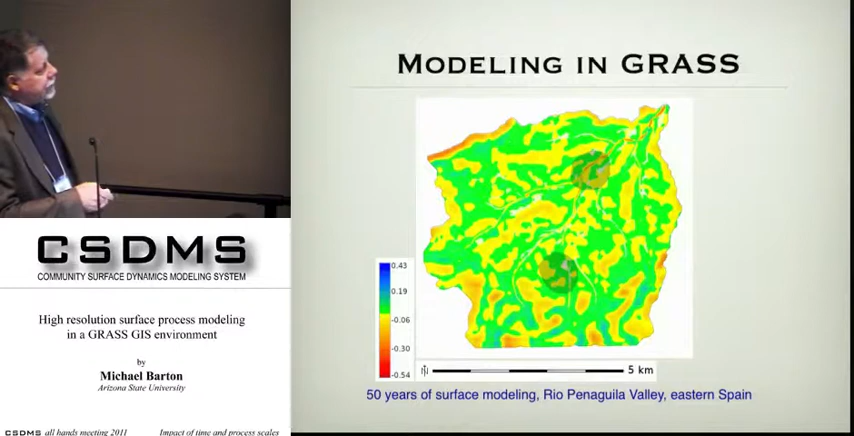 MODELING IN GRASS
0.43
0.19
-0.06
-0.30
-0.54
5 km
50 years of surface modeling, Rio Penaguila Valley, eastern Spain
CSDMS
COMMUNITY SURFACE DYNAMICS MODELING SYSTEM
High resolution surface process modeling
in a GRASS GIS environment
by
Michael Barton
Arizona State University
CSDMS all hands meeting 2011
Impact of time and process scales